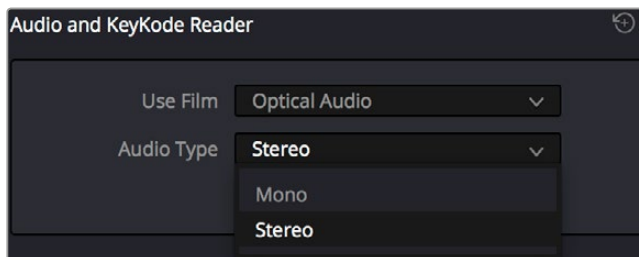 Audio and KeyKode Reader
Use Film Optical Audio
Audio Type Stereo
Mono
Stereo